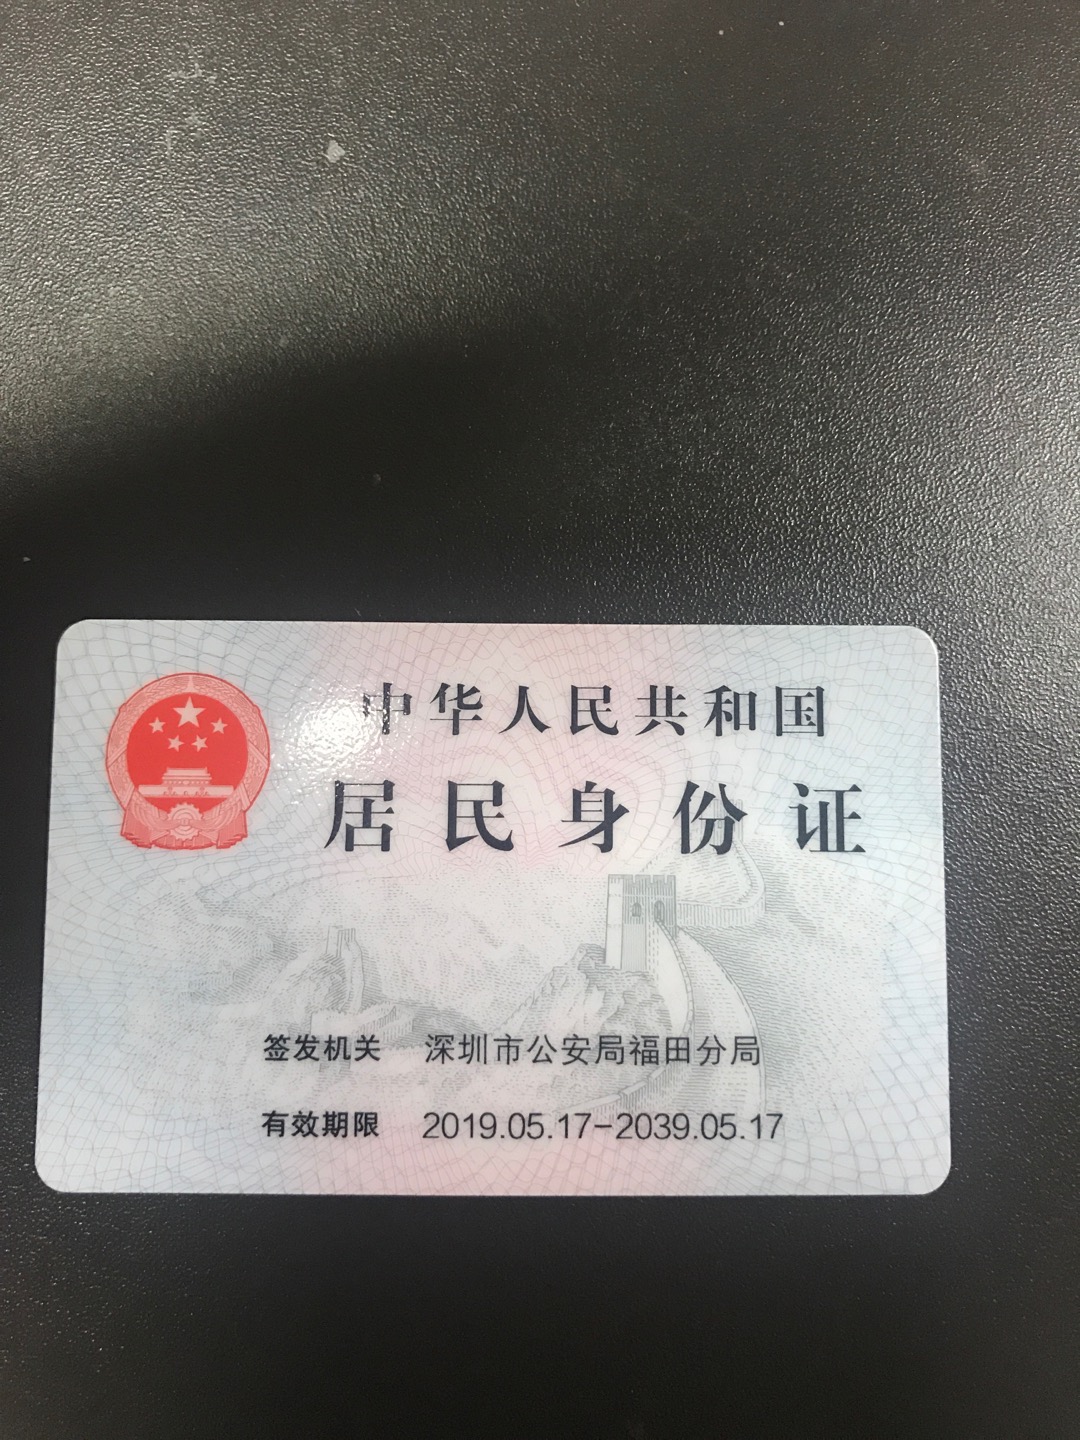 中华人民共和国
居民身份证
签发机关 深圳市公安局福田分局
有效期限 2019.05.17-2039.05.17